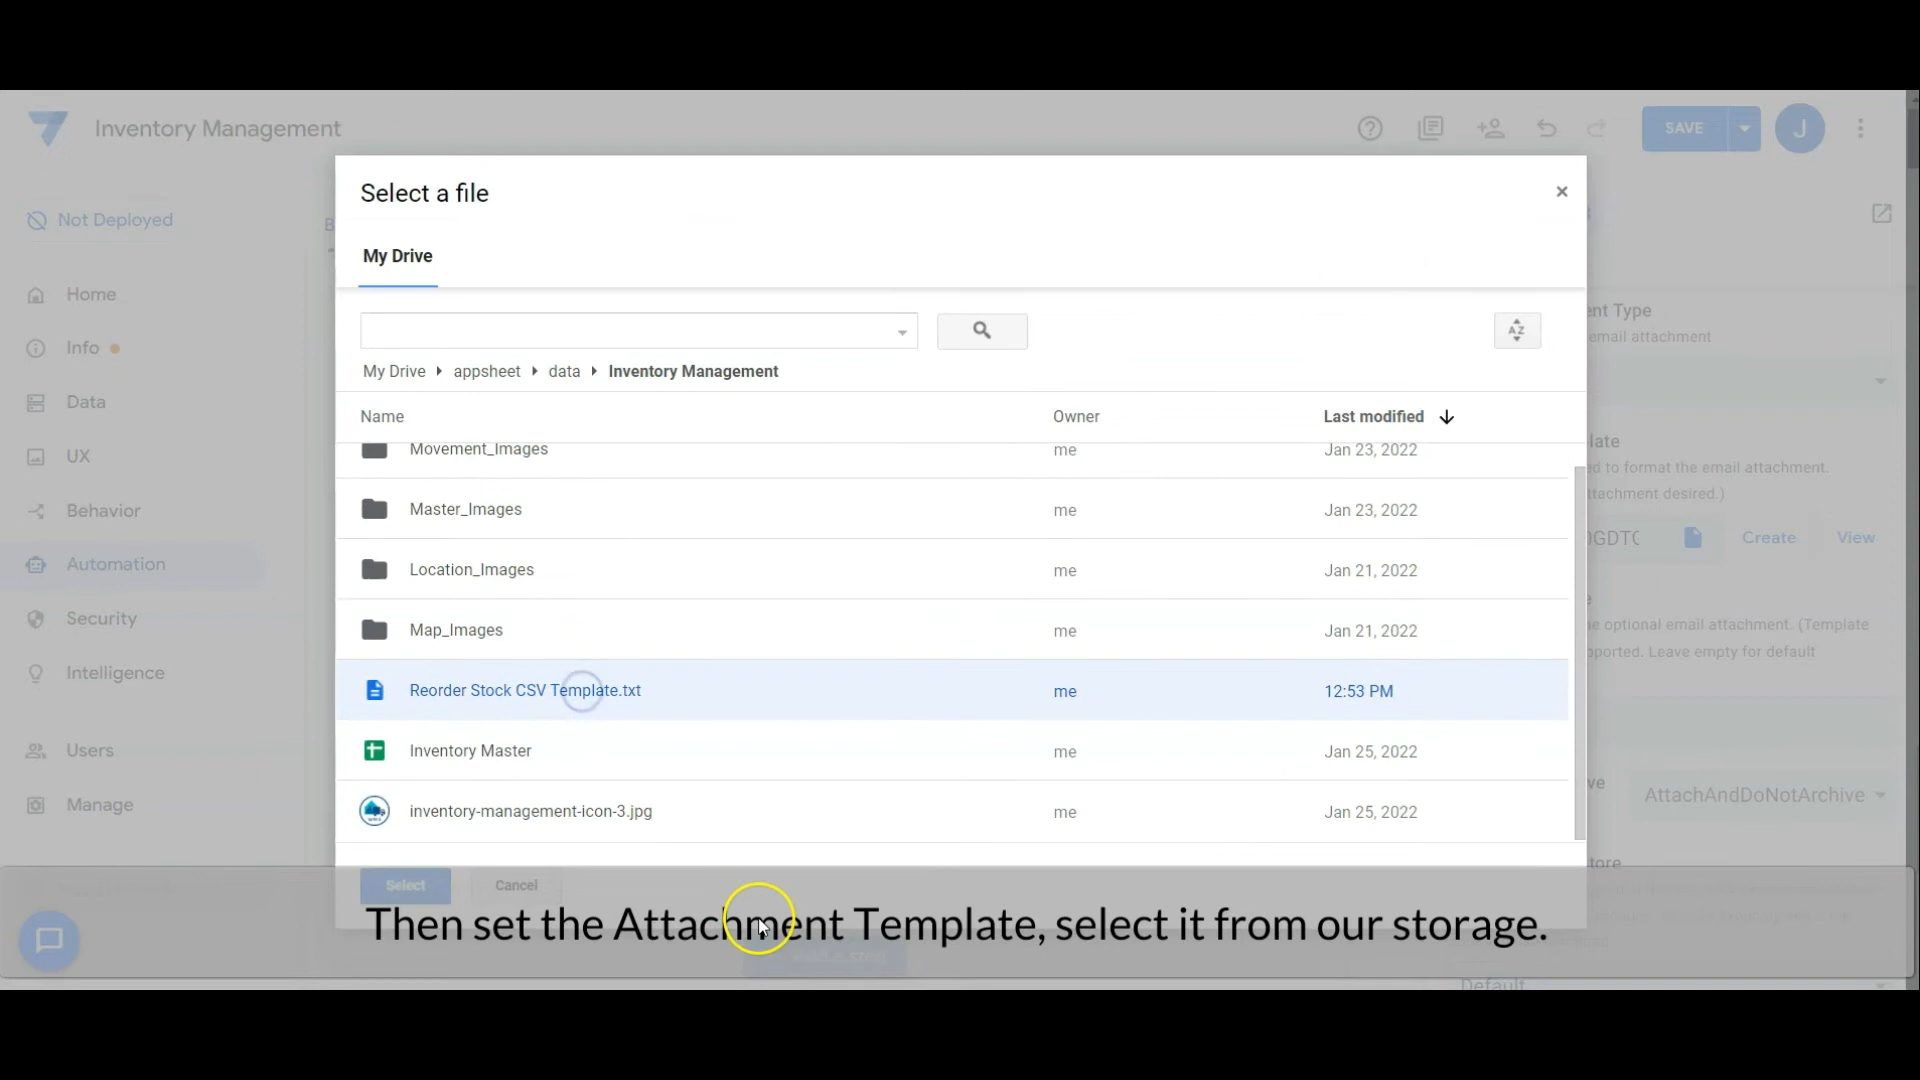 Inventory Management
SAVE
J
Not Deployed
Home
Info
Data
UX
Behavior
Automation
Security
Intelligence
Users
Manage
Select a file
×
My Drive
AZ
My Drive appsheet data Inventory Management
Name Owner Last modified
Movement_Images me Jan 23, 2022
Master_Images me Jan 23, 2022
Location_Images me Jan 21, 2022
Map_Images me Jan 21, 2022
Reorder Stock CSV Template.txt me 12:53 PM
Inventory Master me Jan 25, 2022
inventory-management-icon-3.jpg me Jan 25, 2022
Select Cancel
ent Type
email attachment
late
ed to format the email attachment.
ttachment desired.)
Create View
e optional email attachment. (Template
pported. Leave empty for default
ve
AttachAndDoNotArchive
tore
Default
Then set the Attachment Template, select it from our storage.